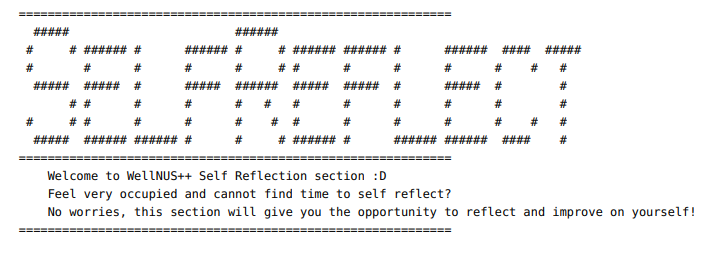 SELFREFLECT
Welcome to WellNUS++ Self Reflection section :D
Feel very occupied and cannot find time to self reflect?
No worries, this section will give you the opportunity to reflect and improve on yourself!